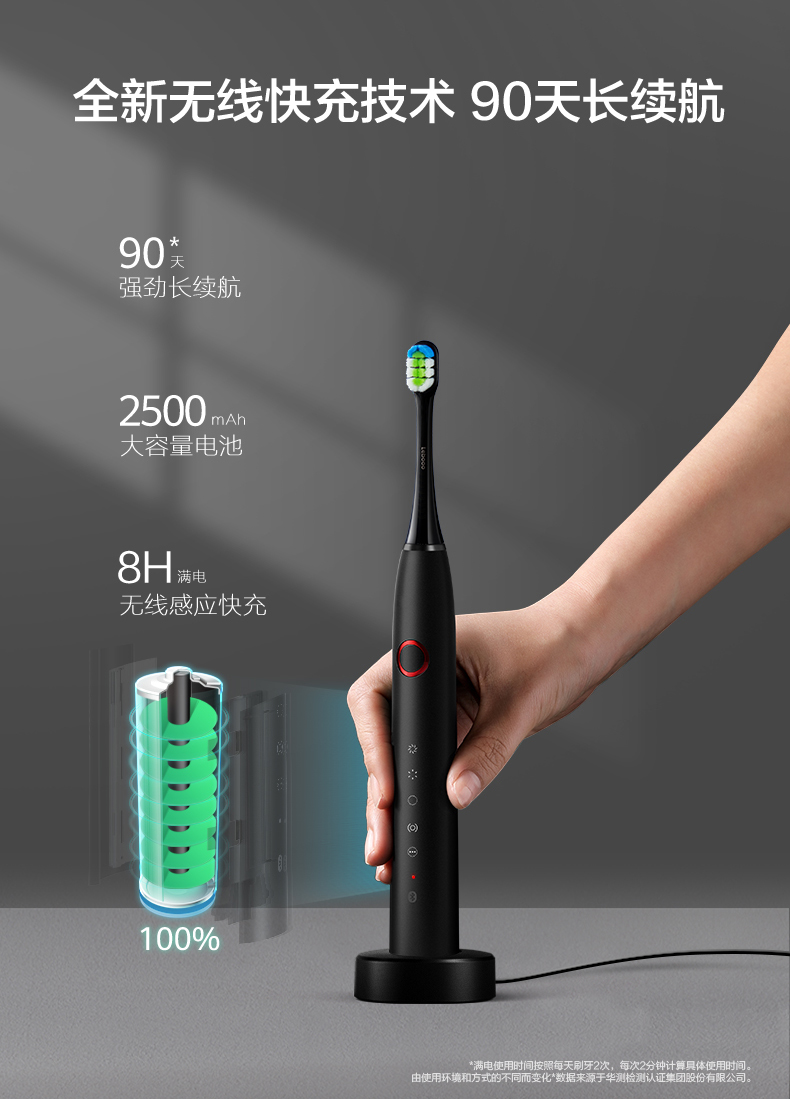 全新无线快充技术 90天长续航
90*天
强劲长续航
2500 mAh
大容量电池
8H 满电
无线感应快充
100%
*满电使用时间按照每天刷牙2次，每次2分钟计算具体使用时间。
由使用环境和方式的不同而变化*数据来源于华测检测认证集团股份有限公司。